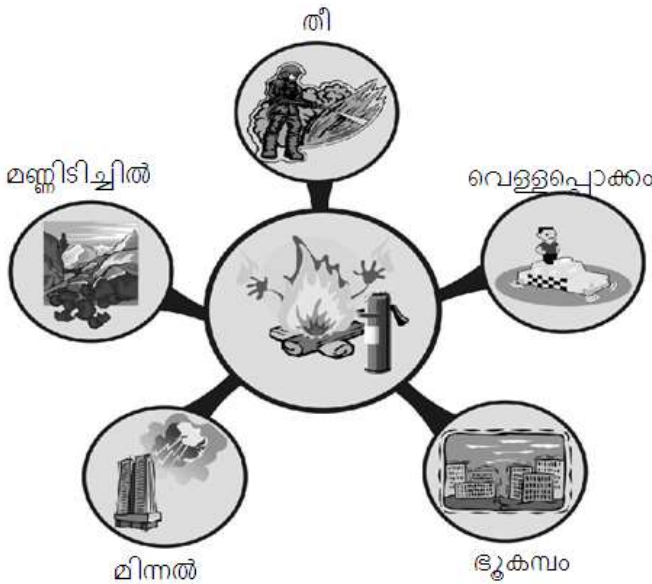 തീ
മണ്ണിടിച്ചിൽ
വെള്ളപ്പൊക്കം
മിന്നൽ
ഭൂകമ്പം